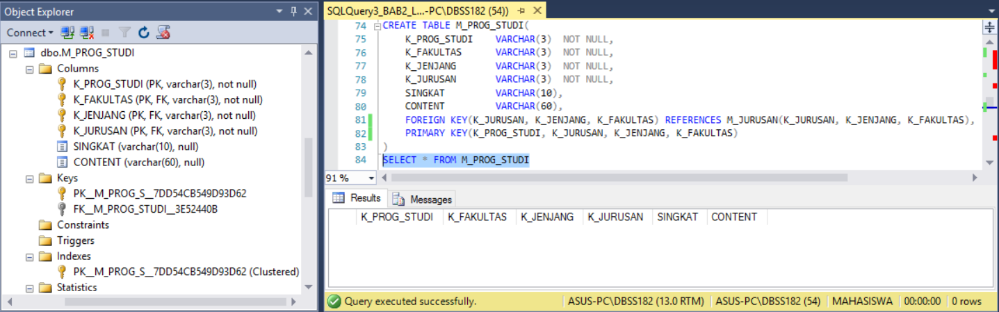 Object Explorer
Connect
dbo.M_PROG_STUDI
Columns
K_PROG_STUDI (PK, varchar(3), not null)
K_FAKULTAS (PK, FK, varchar(3), not null)
K_JENJANG (PK, FK, varchar(3), not null)
K_JURUSAN (PK, FK, varchar(3), not null)
SINGKAT (varchar(10), null)
CONTENT (varchar(60), null)
Keys
PK__M_PROG_S__7DD54CB549D93D62
FK__M_PROG_STUDI__3E52440B
Constraints
Triggers
Indexes
PK__M_PROG_S__7DD54CB549D93D62 (Clustered)
Statistics
SQLQuery3_BAB2_L...-PC\DBSS182 (54))
74 CREATE TABLE M_PROG_STUDI(
75 K_PROG_STUDI VARCHAR(3) NOT NULL,
76 K_FAKULTAS VARCHAR(3) NOT NULL,
77 K_JENJANG VARCHAR(3) NOT NULL,
78 K_JURUSAN VARCHAR(3) NOT NULL,
79 SINGKAT VARCHAR(10),
80 CONTENT VARCHAR(60),
81 FOREIGN KEY(K_JURUSAN, K_JENJANG, K_FAKULTAS) REFERENCES M_JURUSAN(K_JURUSAN, K_JENJANG, K_FAKULTAS),
82 PRIMARY KEY(K_PROG_STUDI, K_JURUSAN, K_JENJANG, K_FAKULTAS)
83 )
84 SELECT * FROM M_PROG_STUDI
91 %
Results Messages
K_PROG_STUDI K_FAKULTAS K_JENJANG K_JURUSAN SINGKAT CONTENT
Query executed successfully. ASUS-PC\DBSS182 (13.0 RTM) ASUS-PC\DBSS182 (54) MAHASISWA 00:00:00 0 rows